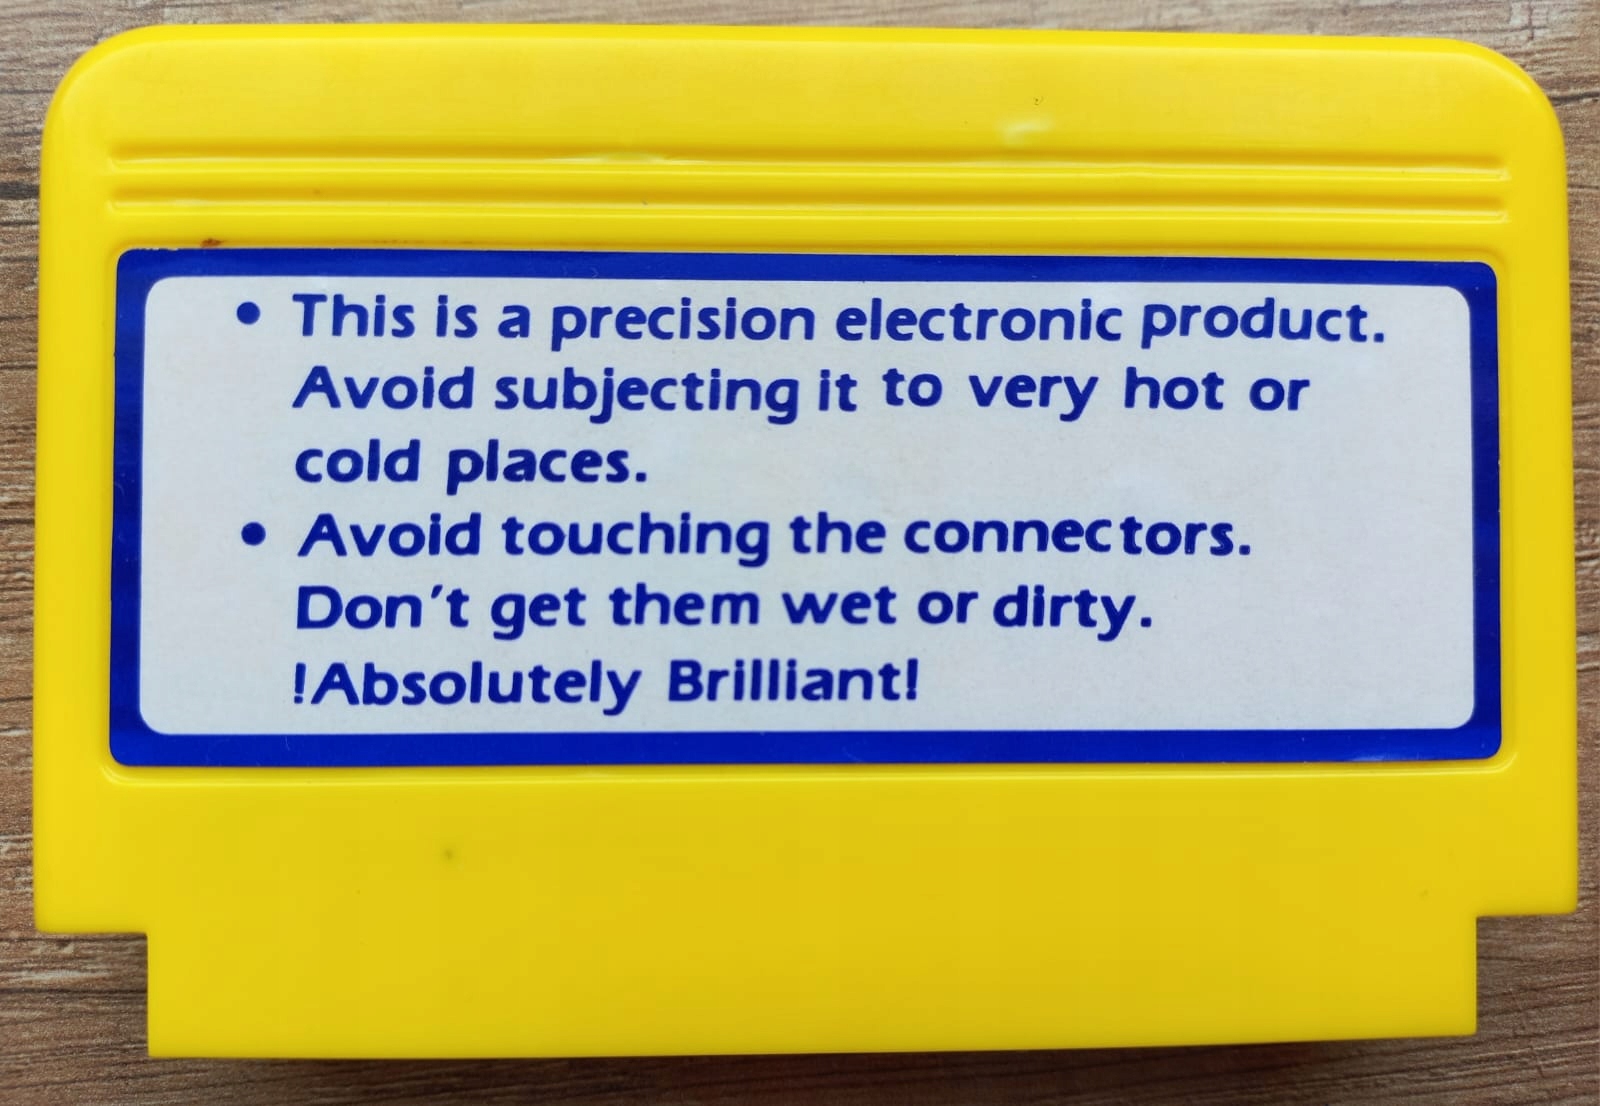 • This is a precision electronic product.
Avoid subjecting it to very hot or
cold places.
• Avoid touching the connectors.
Don't get them wet or dirty.
!Absolutely Brilliant!